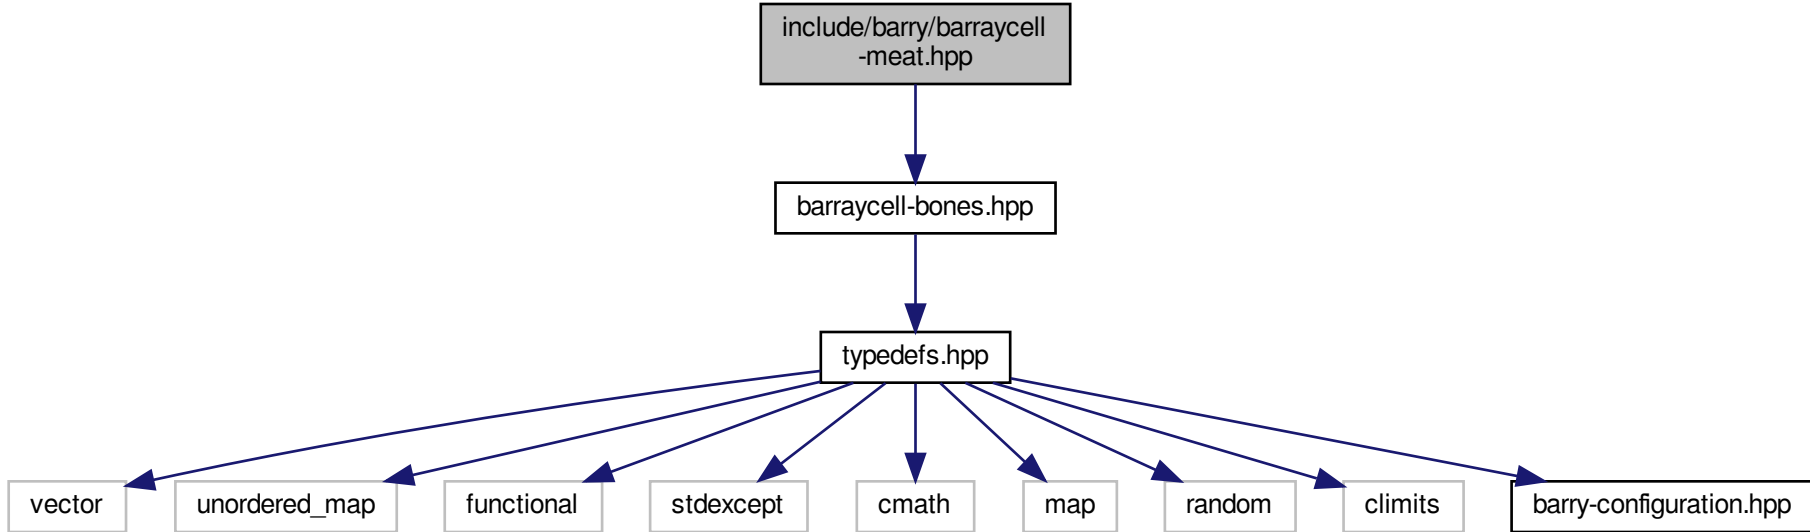 include/barry/barraycell
-meat.hpp
barraycell-bones.hpp
typedefs.hpp
vector
unordered_map
functional
stdexcept
cmath
map
random
climits
barry-configuration.hpp